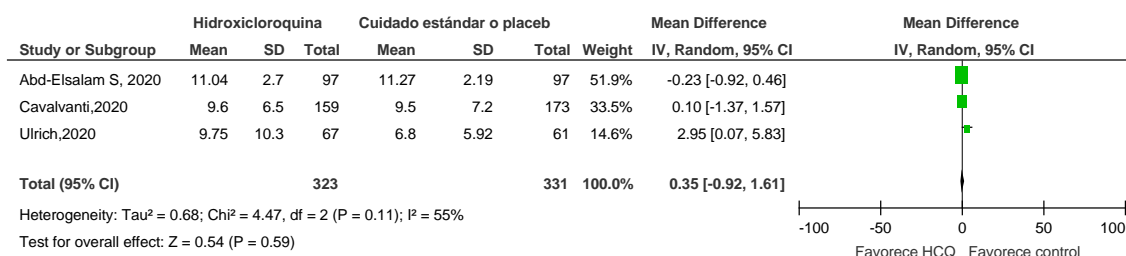 Hidroxicloroquina Cuidado estándar o placeb Mean Difference Mean Difference
Study or Subgroup Mean SD Total Mean SD Total Weight IV, Random, 95% CI IV, Random, 95% CI
Abd-Elsalam S, 2020 11.04 2.7 97 11.27 2.19 97 51.9% -0.23 [-0.92, 0.46]
Cavalvanti,2020 9.6 6.5 159 9.5 7.2 173 33.5% 0.10 [-1.37, 1.57]
Ulrich,2020 9.75 10.3 67 6.8 5.92 61 14.6% 2.95 [0.07, 5.83]
Total (95% CI) 323 331 100.0% 0.35 [-0.92, 1.61]
Heterogeneity: Tau² = 0.68; Chi² = 4.47, df = 2 (P = 0.11); I² = 55%
Test for overall effect: Z = 0.54 (P = 0.59)
-100 -50 0 50 100
Favorece HCQ Favorece control